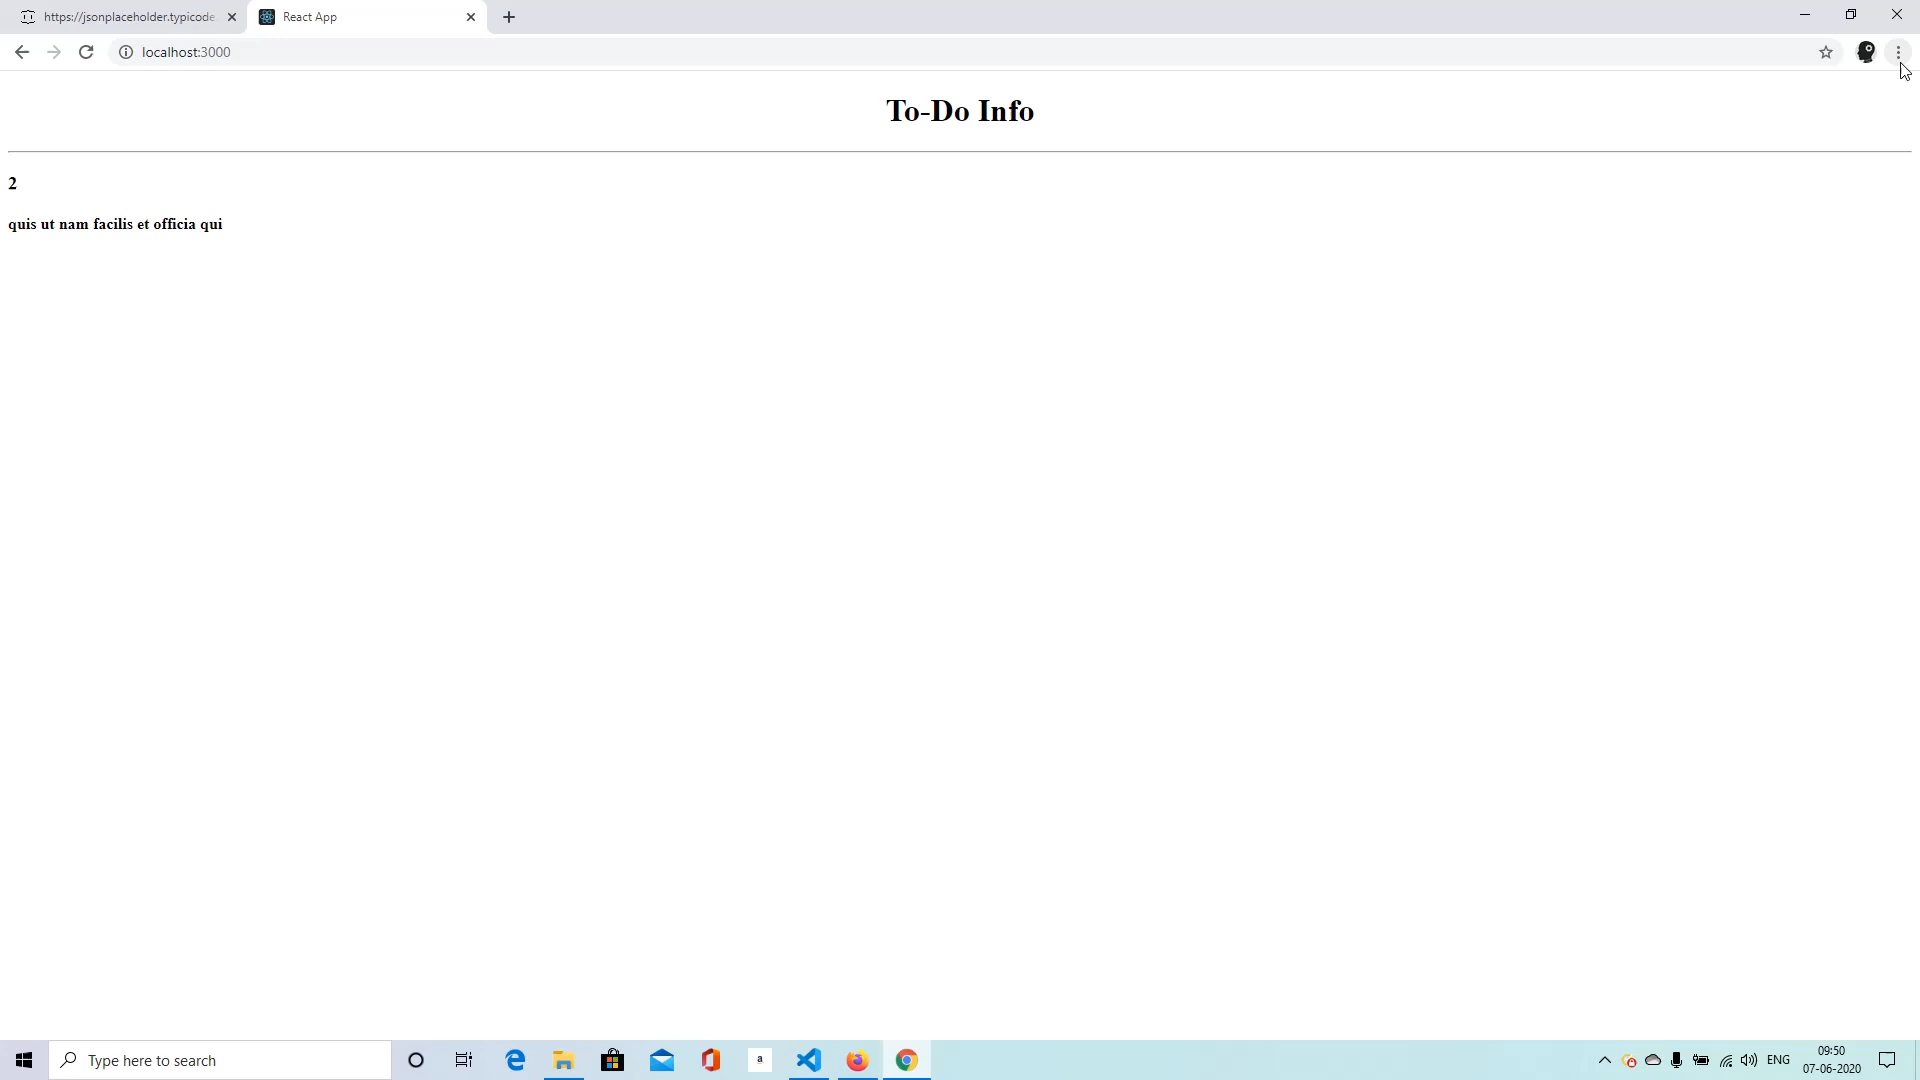 https://jsonplaceholder.typicode.
React App
localhost:3000
To-Do Info
2
quis ut nam facilis et officia qui
Type here to search
a
ENG
09:50
07-06-2020